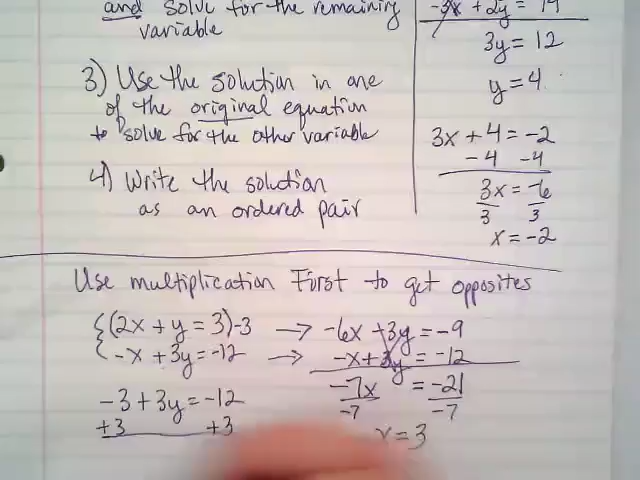 and solve for the remaining
variable
3) Use the solution in one
of the original equation
to solve for the other variable
4) Write the solution
as an ordered pair
-3x + 2y = 14
3y = 12
y = 4
3x + 4 = -2
-4 -4
3x = -6
3 3
x = -2
Use multiplication First to get opposites
{(2x + y = 3)-3 → -6x + 3y = -9
{-x + 3y = -12 → -x + 3y = -12
-7x = -21
-7 -7
-3 + 3y = -12
+3 +3
x = 3